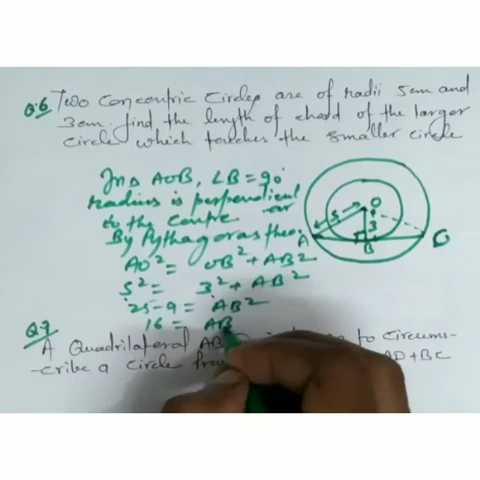 Q.6 Two concentric circles are of radii 5cm and
3cm. find the length of chord of the larger
circle which touches the smaller circle
In Δ AOB, ∠B = 90°
radius is perpendicul ar
to the centre
By Pythagoras theo.
AO² = OB² + AB²
5² = 3² + AB²
25-9 = AB²
16 = AB
A
5
O
3
B
Q.7
A Quadrilateral AB to Circums-
-cribe a circle AD+BC